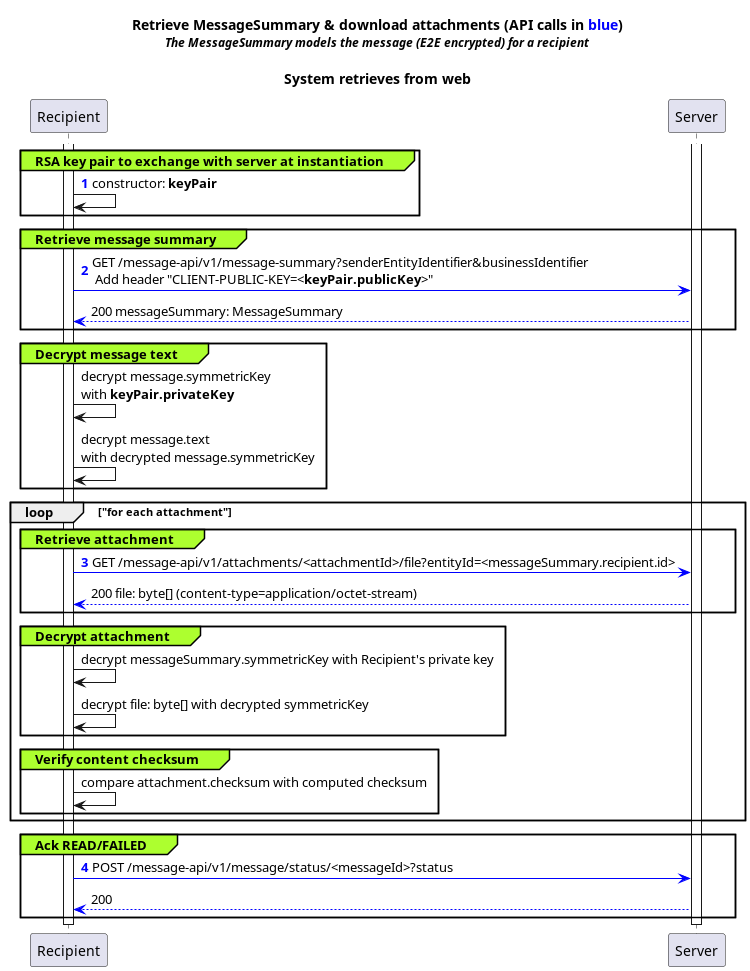 Retrieve MessageSummary & download attachments (API calls in blue)
The MessageSummary models the message (E2E encrypted) for a recipient
System retrieves from web
Recipient
Server
RSA key pair to exchange with server at instantiation
1 constructor: keyPair
Retrieve message summary
2 GET /message-api/v1/message-summary?senderEntityIdentifier&businessIdentifier
Add header "CLIENT-PUBLIC-KEY=<keyPair.publicKey>"
200 messageSummary: MessageSummary
Decrypt message text
decrypt message.symmetricKey
with keyPair.privateKey
decrypt message.text
with decrypted message.symmetricKey
loop
["for each attachment"]
Retrieve attachment
3 GET /message-api/v1/attachments/<attachmentId>/file?entityId=<messageSummary.recipient.id>
200 file: byte[] (content-type=application/octet-stream)
Decrypt attachment
decrypt messageSummary.symmetricKey with Recipient's private key
decrypt file: byte[] with decrypted symmetricKey
Verify content checksum
compare attachment.checksum with computed checksum
Ack READ/FAILED
4 POST /message-api/v1/message/status/<messageId>?status
200
Recipient
Server